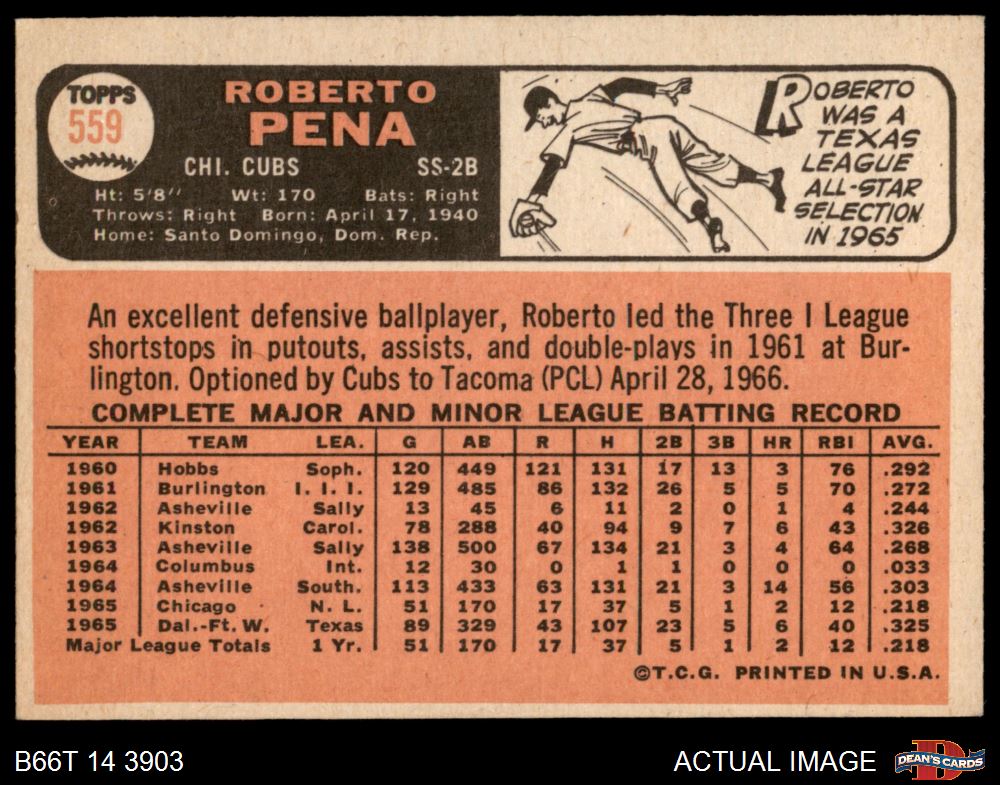 TOPPS
559
ROBERTO
PENA
CHI. CUBS SS-2B
Ht: 5'8'' Wt: 170 Bats: Right
Throws: Right Born: April 17, 1940
Home: Santo Domingo, Dom. Rep.
ROBERTO
WAS A
TEXAS
LEAGUE
ALL-STAR
SELECTION
IN 1965
An excellent defensive ballplayer, Roberto led the Three I League
shortstops in putouts, assists, and double-plays in 1961 at Bur-
lington. Optioned by Cubs to Tacoma (PCL) April 28, 1966.
COMPLETE MAJOR AND MINOR LEAGUE BATTING RECORD
YEAR TEAM LEA. G AB R H 2B 3B HR RBI AVG.
1960 Hobbs Soph. 120 449 121 131 17 13 3 76 .292
1961 Burlington I. I. I. 129 485 86 132 26 5 5 70 .272
1962 Asheville Sally 13 45 6 11 2 0 1 4 .244
1962 Kinston Carol. 78 288 40 94 9 7 6 43 .326
1963 Asheville Sally 138 500 67 134 21 3 4 64 .268
1964 Columbus Int. 12 30 0 1 1 0 0 0 .033
1964 Asheville South. 113 433 63 131 21 3 14 56 .303
1965 Chicago N. L. 51 170 17 37 5 1 2 12 .218
1965 Dal.-Ft. W. Texas 89 329 43 107 23 5 6 40 .325
Major League Totals 1 Yr. 51 170 17 37 5 1 2 12 .218
©T.C.G. PRINTED IN U.S.A.
B66T 14 3903
ACTUAL IMAGE
DEAN'S CARDS